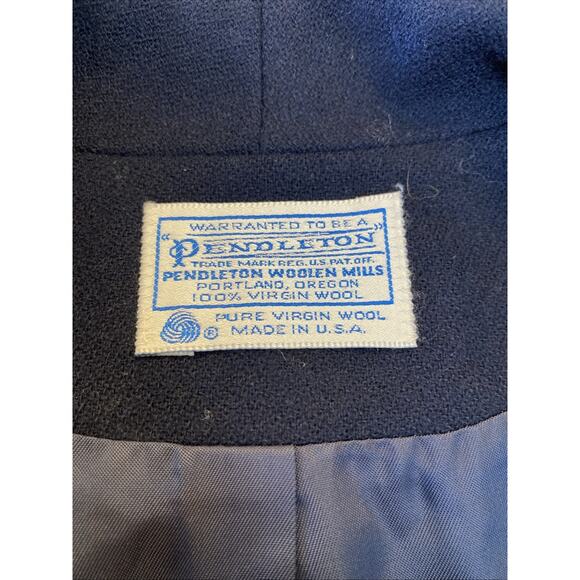 WARRANTED TO BE A
"PENDLETON"
TRADE MARK REG. U.S. PAT. OFF.
PENDLETON WOOLEN MILLS
PORTLAND, OREGON
100% VIRGIN WOOL
® PURE VIRGIN WOOL
MADE IN U.S.A.